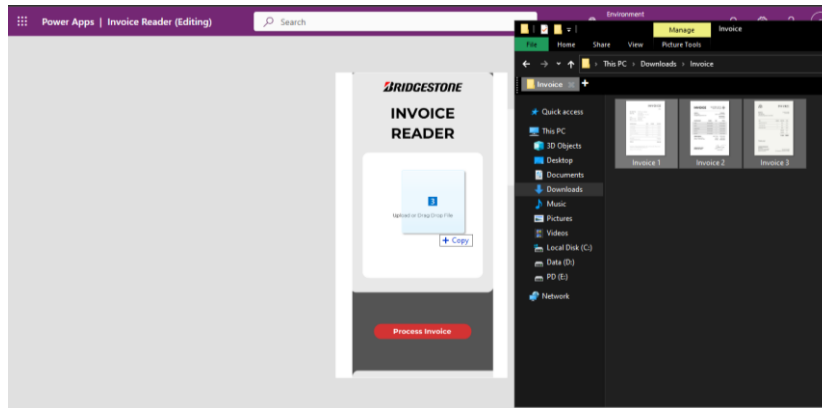 Power Apps | Invoice Reader (Editing)
Search
Environment
Manage
Invoice
File
Home
Share
View
Picture Tools
This PC
Downloads
Invoice
Invoice
Quick access
This PC
3D Objects
Desktop
Documents
Downloads
Music
Pictures
Videos
Local Disk (C:)
Data (D:)
PD (E:)
Network
Invoice 1
Invoice 2
Invoice 3
BRIDGESTONE
INVOICE
READER
3
Upload or Drag Drop File
+ Copy
Process Invoice